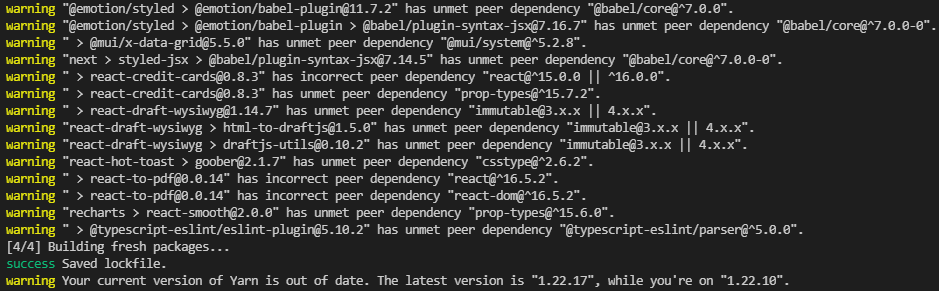 warning "@emotion/styled > @emotion/babel-plugin@11.7.2" has unmet peer dependency "@babel/core@^7.0.0".
warning "@emotion/styled > @emotion/babel-plugin > @babel/plugin-syntax-jsx@7.16.7" has unmet peer dependency "@babel/core@^7.0.0-0".
warning " > @mui/x-data-grid@5.5.0" has unmet peer dependency "@mui/system@^5.2.8".
warning "next > styled-jsx > @babel/plugin-syntax-jsx@7.14.5" has unmet peer dependency "@babel/core@^7.0.0-0".
warning " > react-credit-cards@0.8.3" has incorrect peer dependency "react@^15.0.0 || ^16.0.0".
warning " > react-credit-cards@0.8.3" has unmet peer dependency "prop-types@^15.7.2".
warning " > react-draft-wysiwyg@1.14.7" has unmet peer dependency "immutable@3.x.x || 4.x.x".
warning "react-draft-wysiwyg > html-to-draftjs@1.5.0" has unmet peer dependency "immutable@3.x.x || 4.x.x".
warning "react-draft-wysiwyg > draftjs-utils@0.10.2" has unmet peer dependency "immutable@3.x.x || 4.x.x".
warning "react-hot-toast > goober@2.1.7" has unmet peer dependency "csstype@^2.6.2".
warning " > react-to-pdf@0.0.14" has incorrect peer dependency "react@^16.5.2".
warning " > react-to-pdf@0.0.14" has incorrect peer dependency "react-dom@^16.5.2".
warning "recharts > react-smooth@2.0.0" has unmet peer dependency "prop-types@^15.6.0".
warning " > @typescript-eslint/eslint-plugin@5.10.2" has unmet peer dependency "@typescript-eslint/parser@^5.0.0".
[4/4] Building fresh packages...
success Saved lockfile.
warning Your current version of Yarn is out of date. The latest version is "1.22.17", while you're on "1.22.10".